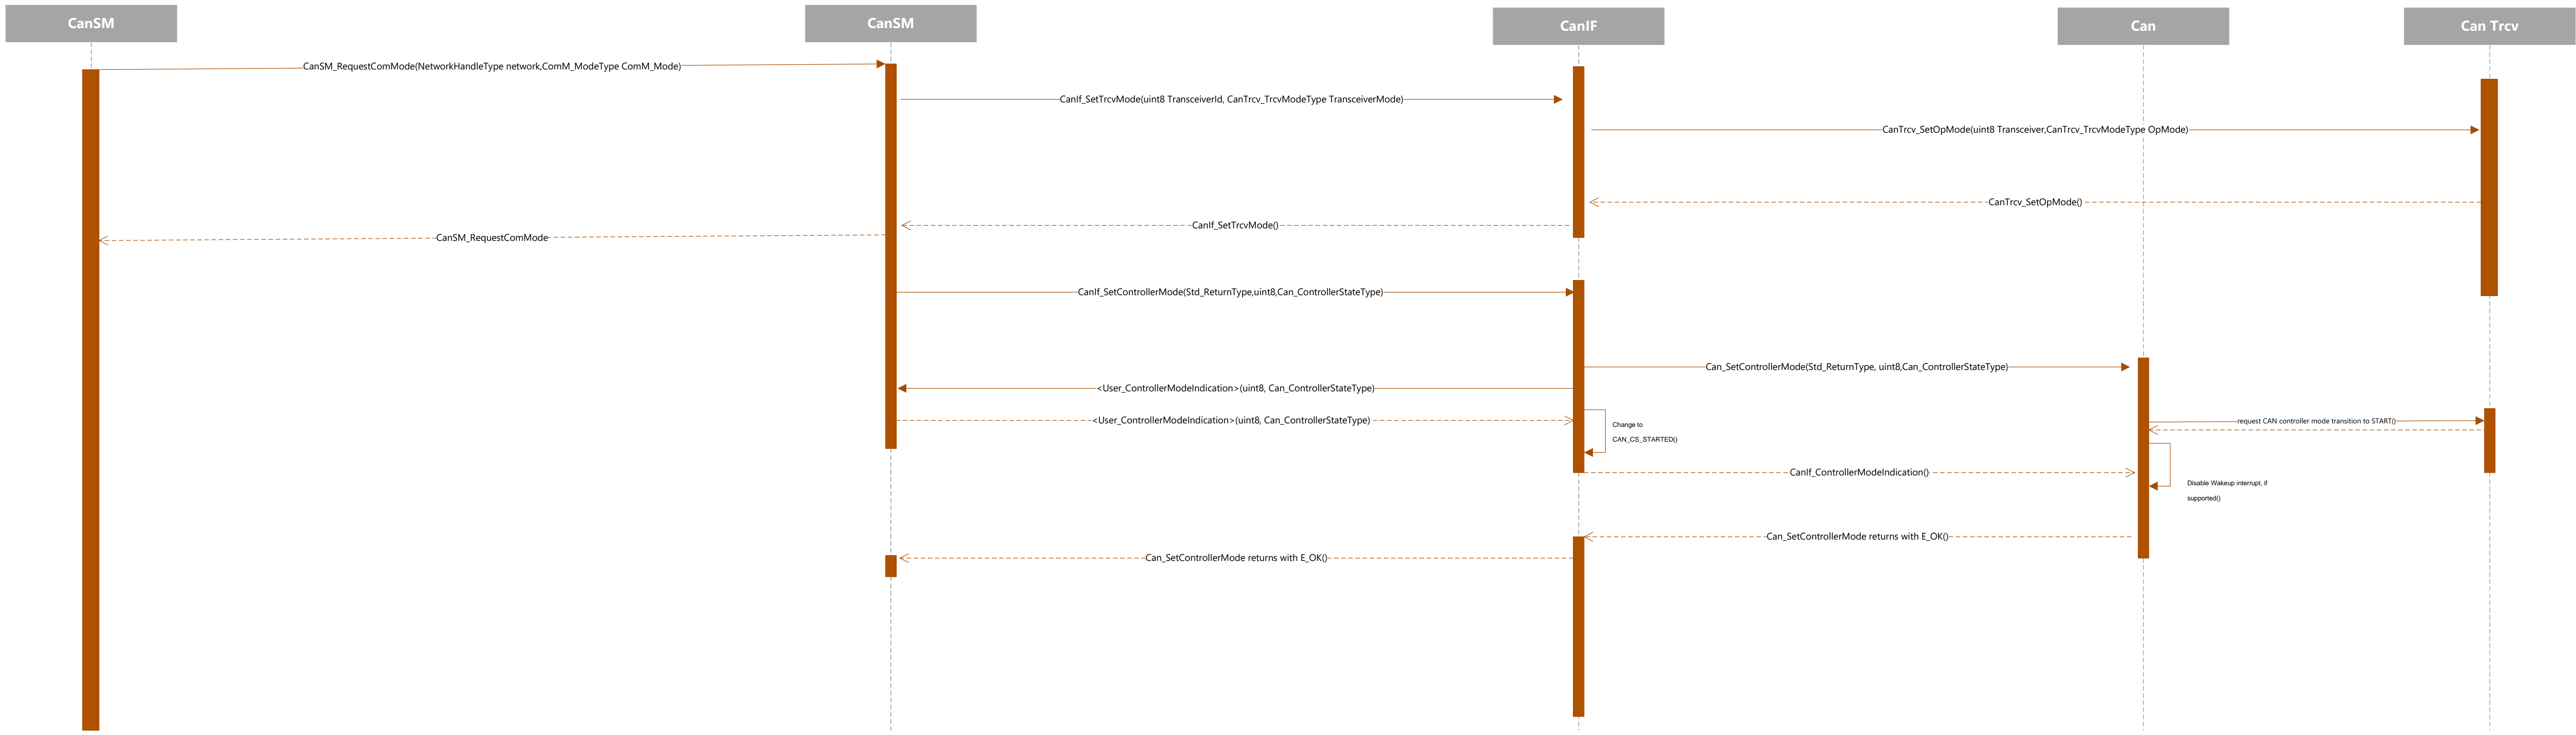 CanSM
CanSM
CanIF
Can
Can Trcv
CanSM_RequestComMode(NetworkHandleType network,ComM_ModeType ComM_Mode)
CanIf_SetTrcvMode(uint8 TransceiverId, CanTrcv_TrcvModeType TransceiverMode)
CanTrcv_SetOpMode(uint8 Transceiver,CanTrcv_TrcvModeType OpMode)
CanTrcv_SetOpMode()
CanIf_SetTrcvMode()
CanSM_RequestComMode
CanIf_SetControllerMode(Std_ReturnType,uint8,Can_ControllerStateType)
Can_SetControllerMode(Std_ReturnType, uint8,Can_ControllerStateType)
<User_ControllerModeIndication>(uint8, Can_ControllerStateType)
<User_ControllerModeIndication>(uint8, Can_ControllerStateType)
Change to
CAN_CS_STARTED()
request CAN controller mode transition to START()
CanIf_ControllerModeIndication()
Disable Wakeup interrupt, if
supported()
Can_SetControllerMode returns with E_OK()
Can_SetControllerMode returns with E_OK()